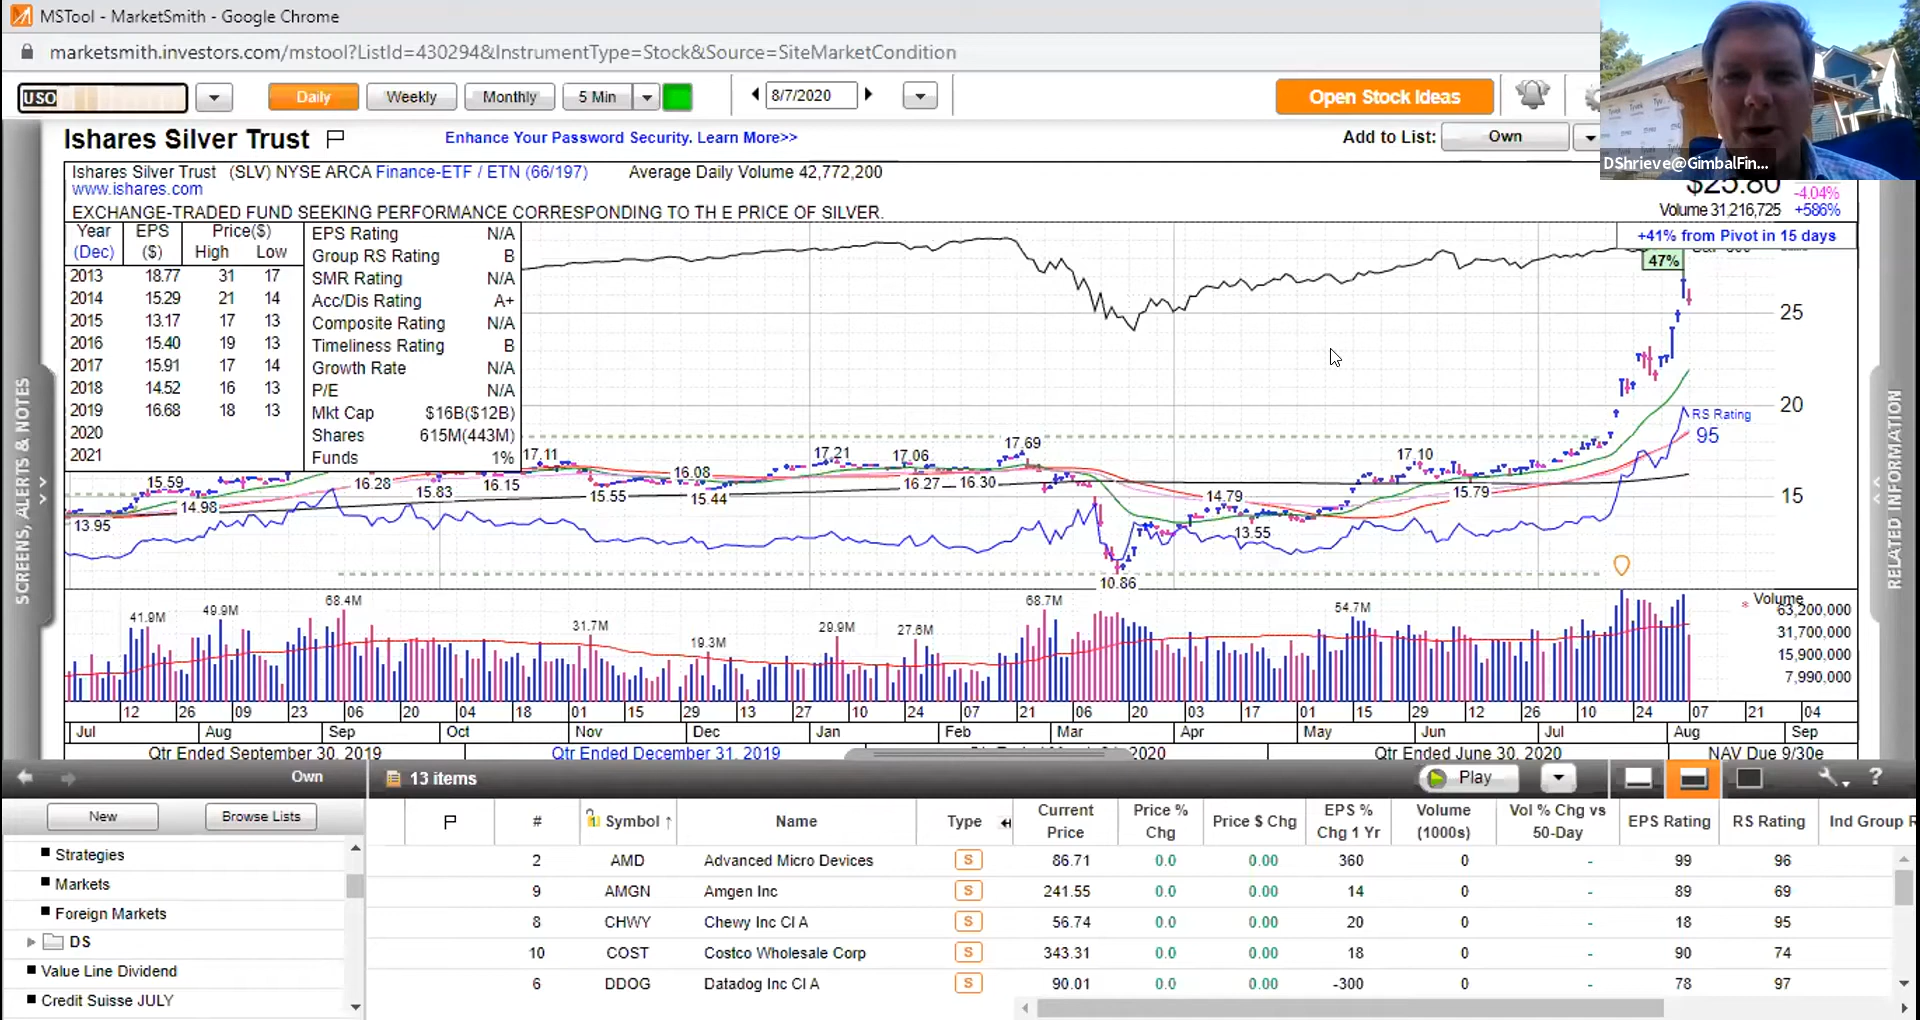 MSTool - MarketSmith - Google Chrome
marketsmith.investors.com/mstool?ListId=430294&InstrumentType=Stock&Source=SiteMarketCondition
USO Daily Weekly Monthly 5 Min 8/7/2020 Open Stock Ideas
Ishares Silver Trust Enhance Your Password Security. Learn More>> Add to List: Own
DShrieve@GimbalFin...
Ishares Silver Trust (SLV) NYSE ARCA Finance-ETF / ETN (66/197) Average Daily Volume 42,772,200
www.ishares.com
$25.80 -4.04%
EXCHANGE-TRADED FUND SEEKING PERFORMANCE CORRESPONDING TO TH E PRICE OF SILVER.
Volume 31,216,725 +586%
+41% from Pivot in 15 days
47%
Year EPS Price($)
(Dec) ($) High Low
2013 18.77 31 17
2014 15.29 21 14
2015 13.17 17 13
2016 15.40 19 13
2017 15.91 17 14
2018 14.52 16 13
2019 16.68 18 13
2020
2021
EPS Rating N/A
Group RS Rating B
SMR Rating N/A
Acc/Dis Rating A+
Composite Rating N/A
Timeliness Rating B
Growth Rate N/A
P/E N/A
Mkt Cap $16B($12B)
Shares 615M(443M)
Funds 1%
25
20
15
RS Rating
95
13.95 15.59 14.98 16.28 15.83 16.15 17.11 15.55 16.08 15.44 17.21 17.06 16.27 16.30 17.69 10.86 14.79 13.55 17.10 15.79
41.9M 49.9M 68.4M 31.7M 19.3M 29.9M 27.6M 68.7M 54.7M
Volume
63,200,000
31,700,000
15,900,000
7,990,000
12 26 09 23 06 20 04 18 01 15 29 13 27 10 24 07 21 06 20 03 17 01 15 29 12 26 10 24 07 21 04
Jul Aug Sep Oct Nov Dec Jan Feb Mar Apr May Jun Jul Aug Sep
Qtr Ended September 30, 2019 Qtr Ended December 31, 2019 2020 Qtr Ended June 30, 2020 NAV Due 9/30e
SCREENS, ALERTS & NOTES
RELATED INFORMATION
Own 13 items Play ?
New Browse Lists
Strategies
Markets
Foreign Markets
DS
Value Line Dividend
Credit Suisse JULY
# Symbol ↑ Name Type Current Price Price % Chg Price $ Chg EPS % Chg 1 Yr Volume (1000s) Vol % Chg vs 50-Day EPS Rating RS Rating Ind Group R
2 AMD Advanced Micro Devices S 86.71 0.0 0.00 360 0 - 99 96
9 AMGN Amgen Inc S 241.55 0.0 0.00 14 0 - 89 69
8 CHWY Chewy Inc Cl A S 56.74 0.0 0.00 20 0 - 18 95
10 COST Costco Wholesale Corp S 343.31 0.0 0.00 18 0 - 90 74
6 DDOG Datadog Inc Cl A S 90.01 0.0 0.00 -300 0 - 78 97